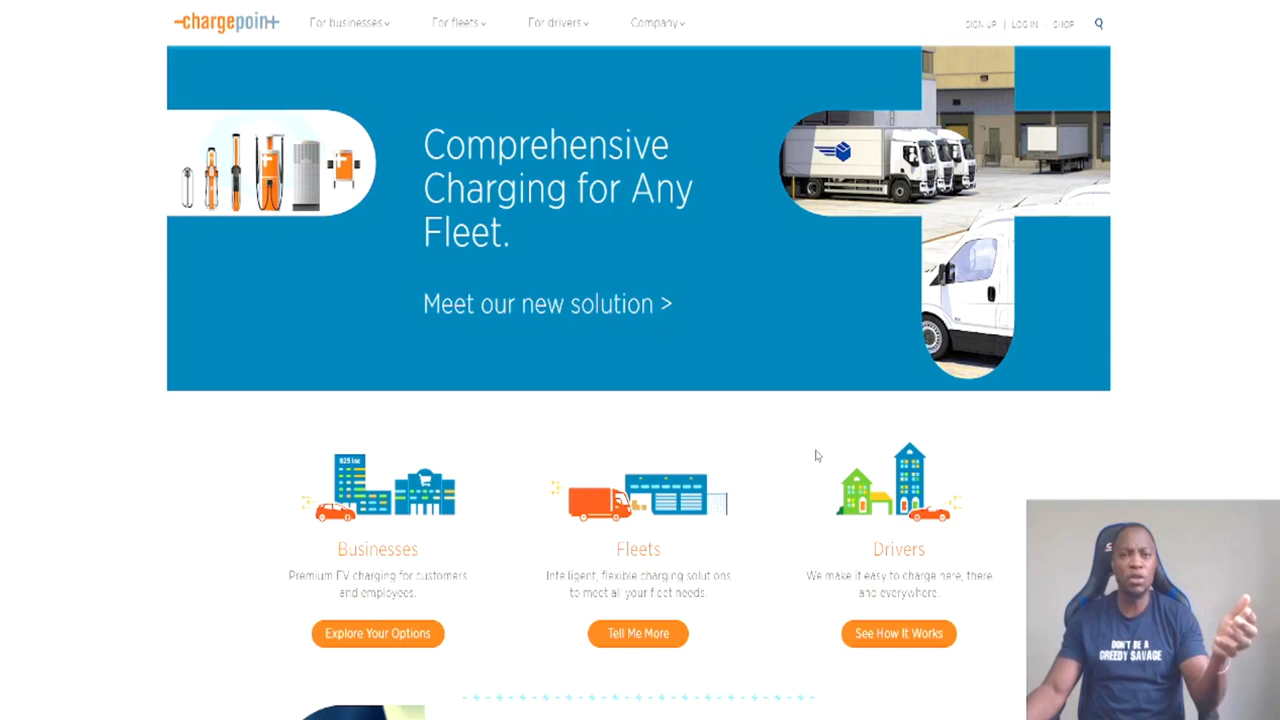 chargepoint
For businesses
For fleets
For drivers
Company
SIGN UP | LOG IN | SHOP
Comprehensive
Charging for Any
Fleet.
Meet our new solution >
925 Inc
Businesses
Premium EV charging for customers
and employees.
Explore Your Options
Fleets
Intelligent, flexible charging solutions
to meet all your fleet needs.
Tell Me More
Drivers
We make it easy to charge here, there
and everywhere.
See How It Works
DON'T BE A
GREEDY SAVAGE